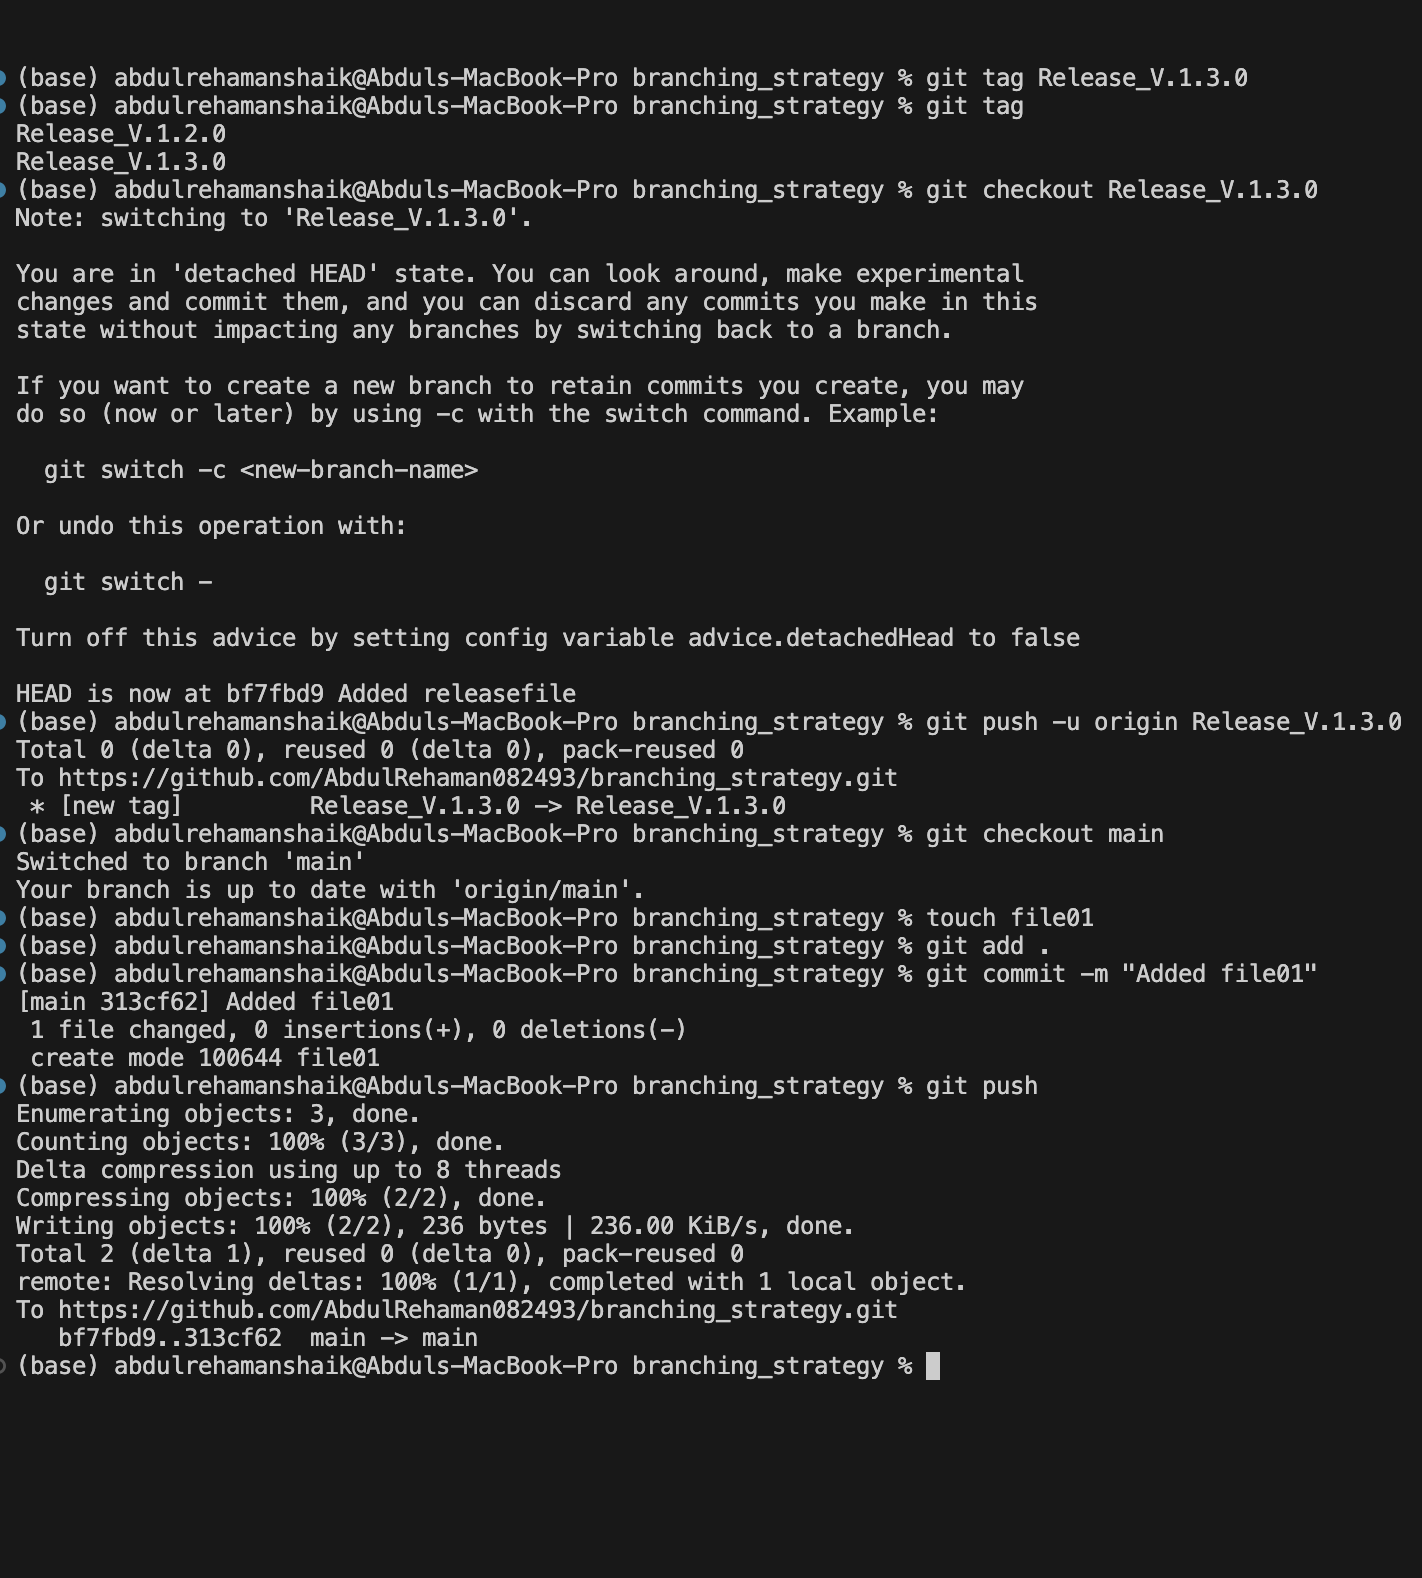 (base) abdulrehamanshaik@Abduls-MacBook-Pro branching_strategy % git tag Release_V.1.3.0
(base) abdulrehamanshaik@Abduls-MacBook-Pro branching_strategy % git tag
Release_V.1.2.0
Release_V.1.3.0
(base) abdulrehamanshaik@Abduls-MacBook-Pro branching_strategy % git checkout Release_V.1.3.0
Note: switching to 'Release_V.1.3.0'.

You are in 'detached HEAD' state. You can look around, make experimental
changes and commit them, and you can discard any commits you make in this
state without impacting any branches by switching back to a branch.

If you want to create a new branch to retain commits you create, you may
do so (now or later) by using -c with the switch command. Example:

  git switch -c <new-branch-name>

Or undo this operation with:

  git switch -

Turn off this advice by setting config variable advice.detachedHead to false

HEAD is now at bf7fbd9 Added releasefile
(base) abdulrehamanshaik@Abduls-MacBook-Pro branching_strategy % git push -u origin Release_V.1.3.0
Total 0 (delta 0), reused 0 (delta 0), pack-reused 0
To https://github.com/AbdulRehaman082493/branching_strategy.git
 * [new tag]         Release_V.1.3.0 -> Release_V.1.3.0
(base) abdulrehamanshaik@Abduls-MacBook-Pro branching_strategy % git checkout main
Switched to branch 'main'
Your branch is up to date with 'origin/main'.
(base) abdulrehamanshaik@Abduls-MacBook-Pro branching_strategy % touch file01
(base) abdulrehamanshaik@Abduls-MacBook-Pro branching_strategy % git add .
(base) abdulrehamanshaik@Abduls-MacBook-Pro branching_strategy % git commit -m "Added file01"
[main 313cf62] Added file01
 1 file changed, 0 insertions(+), 0 deletions(-)
 create mode 100644 file01
(base) abdulrehamanshaik@Abduls-MacBook-Pro branching_strategy % git push
Enumerating objects: 3, done.
Counting objects: 100% (3/3), done.
Delta compression using up to 8 threads
Compressing objects: 100% (2/2), done.
Writing objects: 100% (2/2), 236 bytes | 236.00 KiB/s, done.
Total 2 (delta 1), reused 0 (delta 0), pack-reused 0
remote: Resolving deltas: 100% (1/1), completed with 1 local object.
To https://github.com/AbdulRehaman082493/branching_strategy.git
   bf7fbd9..313cf62  main -> main
(base) abdulrehamanshaik@Abduls-MacBook-Pro branching_strategy %